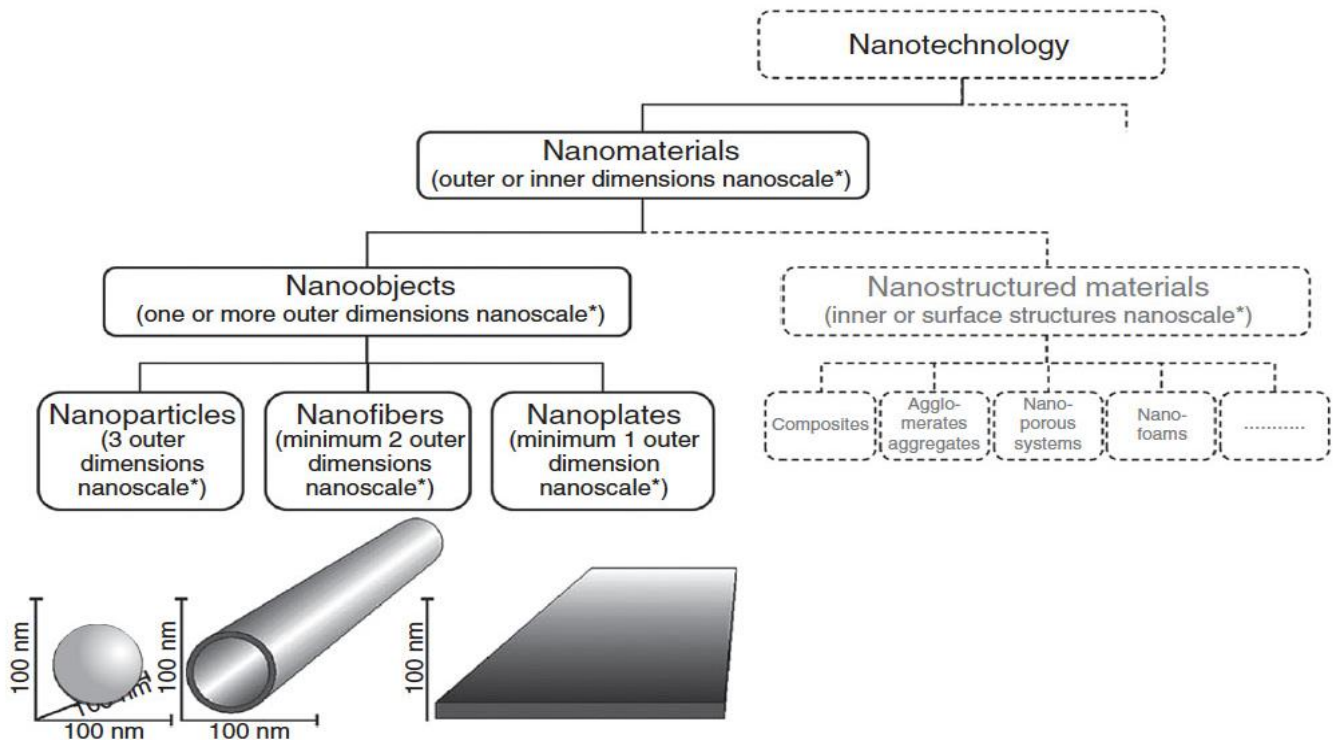 Nanotechnology
Nanomaterials
(outer or inner dimensions nanoscale*)
Nanoobjects
(one or more outer dimensions nanoscale*)
Nanostructured materials
(inner or surface structures nanoscale*)
Nanoparticles
(3 outer
dimensions
nanoscale*)
Nanofibers
(minimum 2 outer
dimensions
nanoscale*)
Nanoplates
(minimum 1 outer
dimension
nanoscale*)
Composites
Agglo-
merates
aggregates
Nano-
porous
systems
Nano-
foams
...........
100 nm
100 nm
100 nm
100 nm
100 nm
100 nm